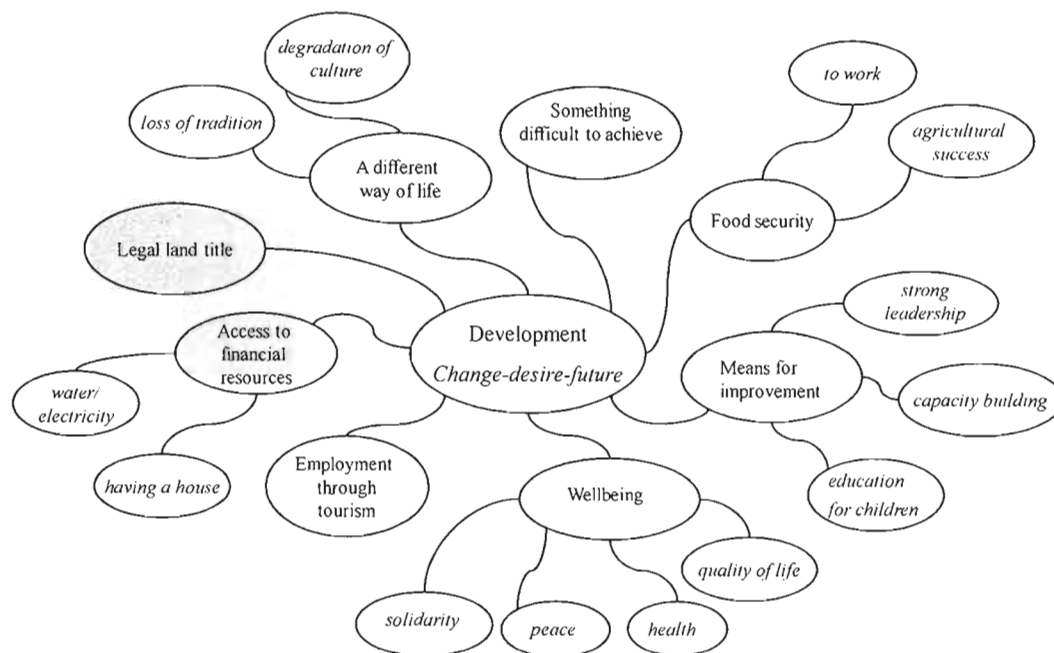 degradation of
culture
loss of tradition
A different
way of life
Something
difficult to achieve
to work
agricultural
success
Food security
Legal land title
Development
Change-desire-future
Access to
financial
resources
water/
electricity
having a house
Employment
through
tourism
Wellbeing
solidarity
peace
health
quality of life
Means for
improvement
strong
leadership
capacity building
education
for children